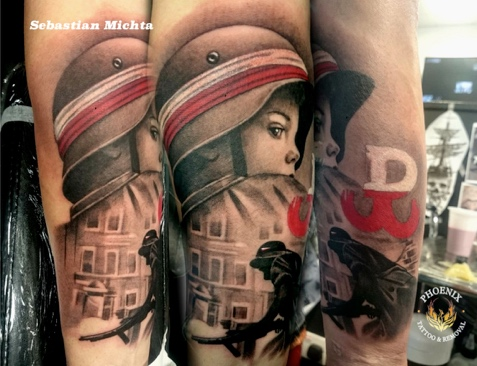 Sebastian Michta
D
PHOENIX
TATTOO & REMOVAL